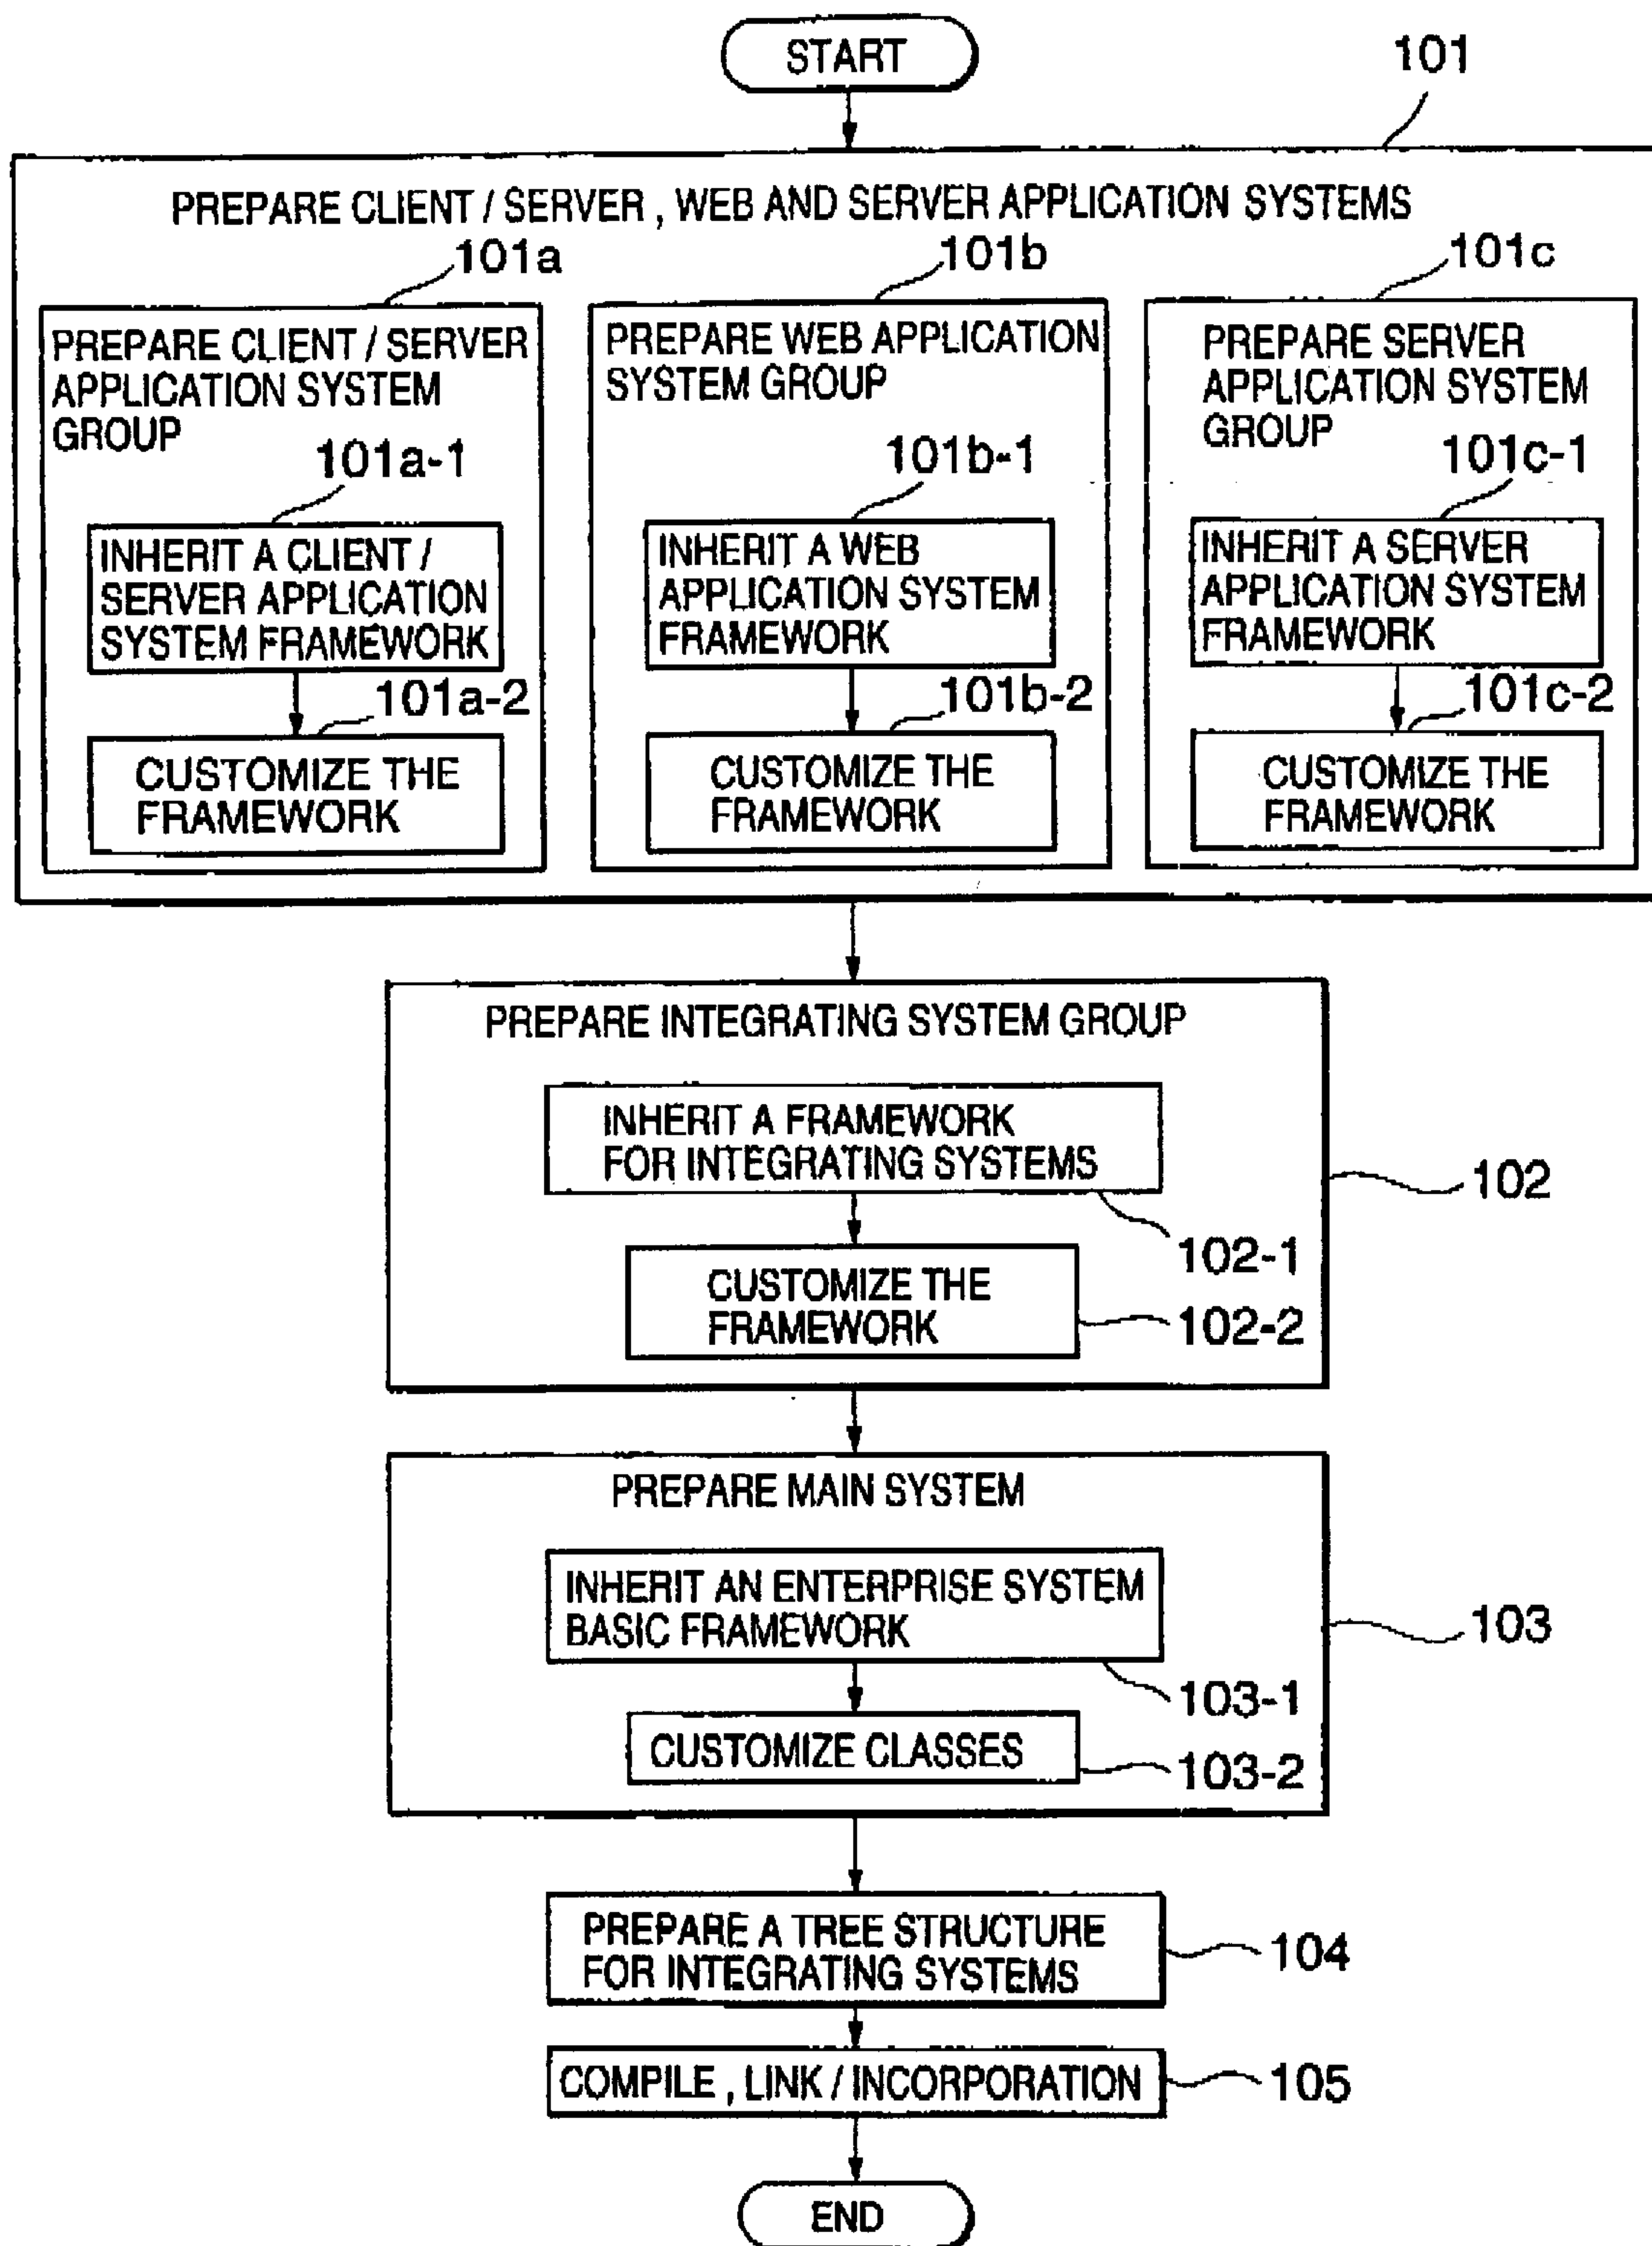 START
101
PREPARE CLIENT / SERVER , WEB AND SERVER APPLICATION SYSTEMS
101a
PREPARE CLIENT / SERVER
APPLICATION SYSTEM
GROUP
101a-1
INHERIT A CLIENT /
SERVER APPLICATION
SYSTEM FRAMEWORK
101a-2
CUSTOMIZE THE
FRAMEWORK
101b
PREPARE WEB APPLICATION
SYSTEM GROUP
101b-1
INHERIT A WEB
APPLICATION SYSTEM
FRAMEWORK
101b-2
CUSTOMIZE THE
FRAMEWORK
101c
PREPARE SERVER
APPLICATION SYSTEM
GROUP
101c-1
INHERIT A SERVER
APPLICATION SYSTEM
FRAMEWORK
101c-2
CUSTOMIZE THE
FRAMEWORK
PREPARE INTEGRATING SYSTEM GROUP
INHERIT A FRAMEWORK
FOR INTEGRATING SYSTEMS
102
102-1
CUSTOMIZE THE
FRAMEWORK
102-2
PREPARE MAIN SYSTEM
INHERIT AN ENTERPRISE SYSTEM
BASIC FRAMEWORK
103
103-1
CUSTOMIZE CLASSES
103-2
PREPARE A TREE STRUCTURE
FOR INTEGRATING SYSTEMS
104
COMPILE , LINK / INCORPORATION
105
END